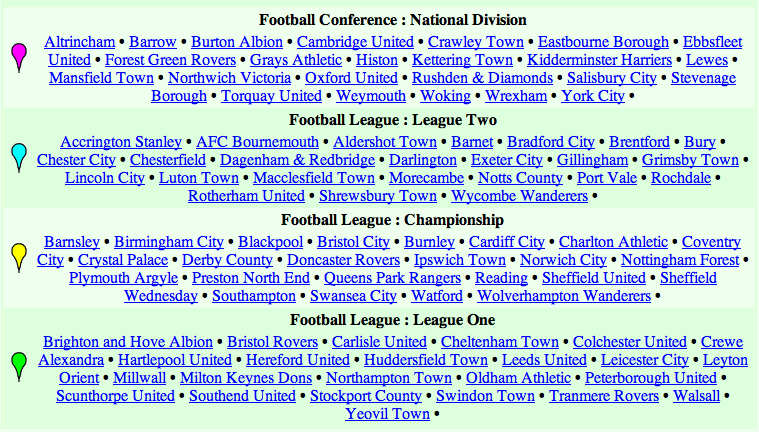 Football Conference : National Division
Altrincham • Barrow • Burton Albion • Cambridge United • Crawley Town • Eastbourne Borough • Ebbsfleet
United • Forest Green Rovers • Grays Athletic • Histon • Kettering Town • Kidderminster Harriers • Lewes •
Mansfield Town • Northwich Victoria • Oxford United • Rushden & Diamonds • Salisbury City • Stevenage
Borough • Torquay United • Weymouth • Woking • Wrexham • York City •
Football League : League Two
Accrington Stanley • AFC Bournemouth • Aldershot Town • Barnet • Bradford City • Brentford • Bury •
Chester City • Chesterfield • Dagenham & Redbridge • Darlington • Exeter City • Gillingham • Grimsby Town •
Lincoln City • Luton Town • Macclesfield Town • Morecambe • Notts County • Port Vale • Rochdale •
Rotherham United • Shrewsbury Town • Wycombe Wanderers •
Football League : Championship
Barnsley • Birmingham City • Blackpool • Bristol City • Burnley • Cardiff City • Charlton Athletic • Coventry
City • Crystal Palace • Derby County • Doncaster Rovers • Ipswich Town • Norwich City • Nottingham Forest •
Plymouth Argyle • Preston North End • Queens Park Rangers • Reading • Sheffield United • Sheffield
Wednesday • Southampton • Swansea City • Watford • Wolverhampton Wanderers •
Football League : League One
Brighton and Hove Albion • Bristol Rovers • Carlisle United • Cheltenham Town • Colchester United • Crewe
Alexandra • Hartlepool United • Hereford United • Huddersfield Town • Leeds United • Leicester City • Leyton
Orient • Millwall • Milton Keynes Dons • Northampton Town • Oldham Athletic • Peterborough United •
Scunthorpe United • Southend United • Stockport County • Swindon Town • Tranmere Rovers • Walsall •
Yeovil Town •